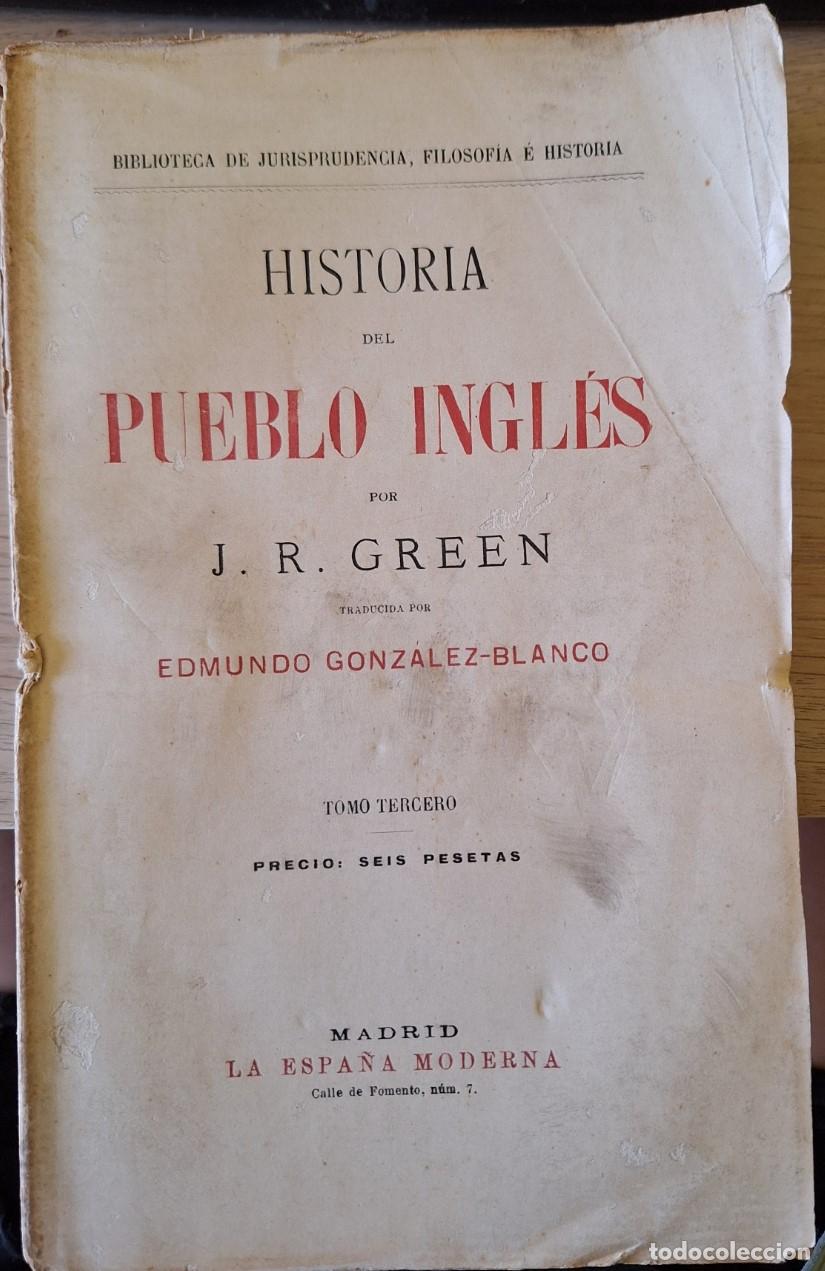 BIBLIOTECA DE JURISPRUDENCIA, FILOSOFÍA É HISTORIA
HISTORIA
DEL
PUEBLO INGLÉS
POR
J. R. GREEN
TRADUCIDA POR
EDMUNDO GONZÁLEZ-BLANCO
TOMO TERCERO
PRECIO: SEIS PESETAS
MADRID
LA ESPAÑA MODERNA
Calle de Fomento, núm. 7.
todocoleccion